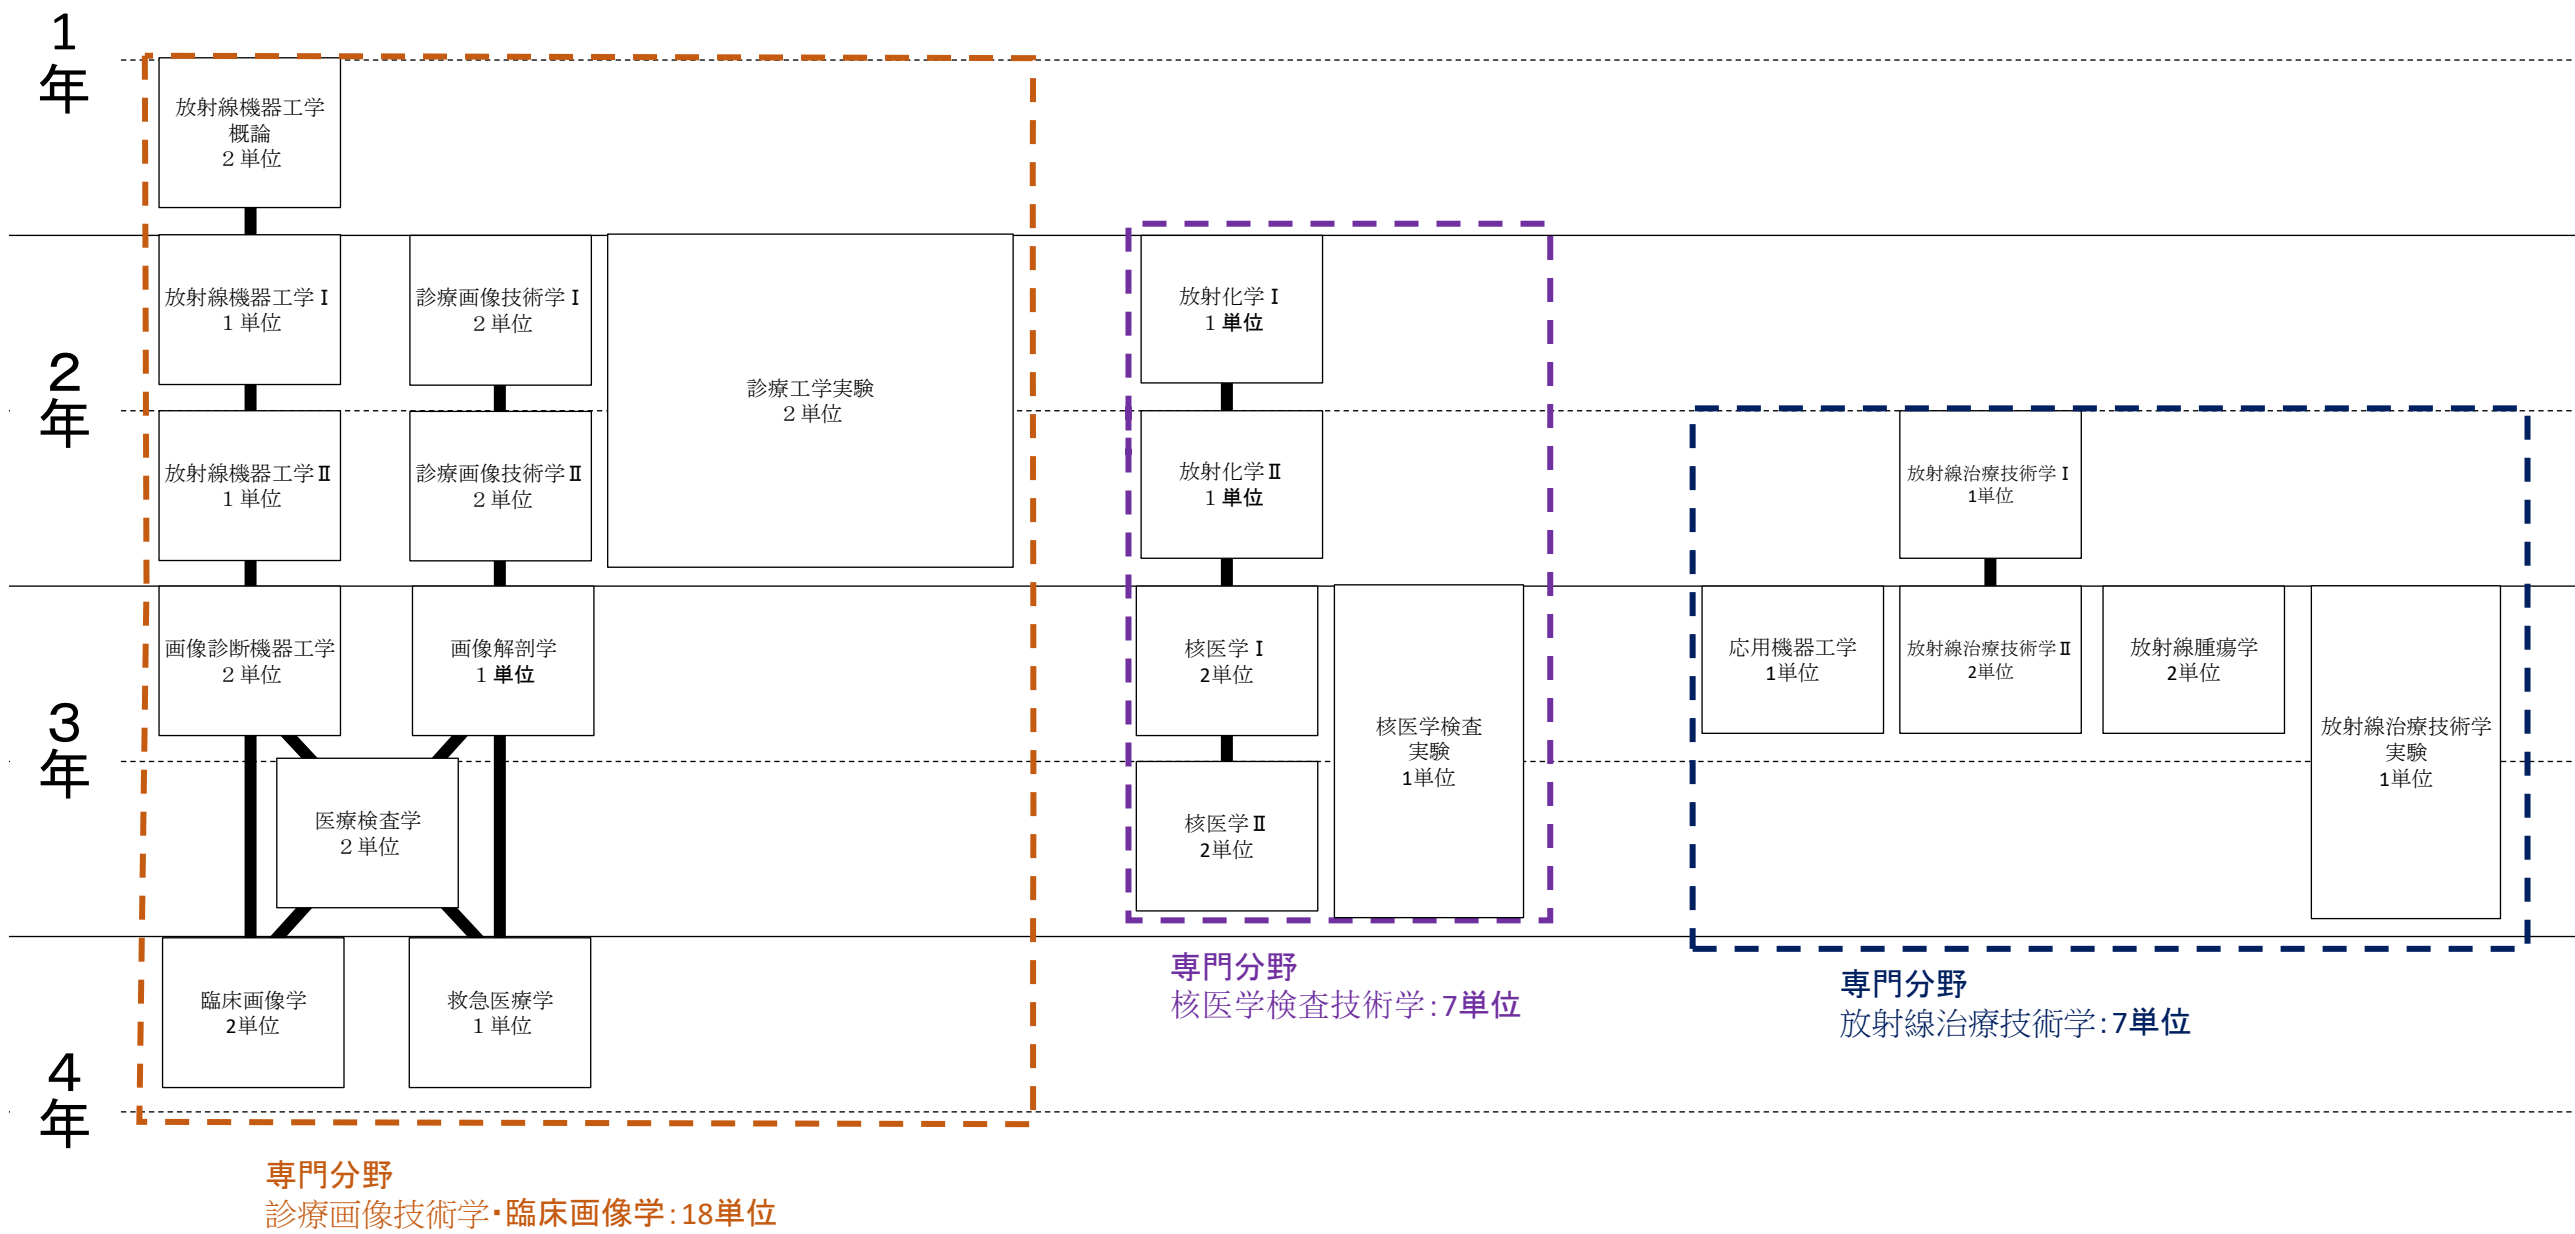 1
年
放射線機器工学
概論
２単位
2
年
放射線機器工学Ⅰ
１単位
診療画像技術学Ⅰ
２単位
診療工学実験
２単位
放射化学Ⅰ
１単位
放射線機器工学Ⅱ
１単位
診療画像技術学Ⅱ
２単位
放射化学Ⅱ
１単位
放射線治療技術学Ⅰ
1単位
3
年
画像診断機器工学
２単位
画像解剖学
１単位
核医学Ⅰ
2単位
核医学検査
実験
1単位
応用機器工学
1単位
放射線治療技術学Ⅱ
2単位
放射線腫瘍学
2単位
放射線治療技術学
実験
1単位
医療検査学
２単位
核医学Ⅱ
2単位
4
年
臨床画像学
2単位
救急医療学
１単位
専門分野
核医学検査技術学：7単位
専門分野
放射線治療技術学：7単位
専門分野
診療画像技術学・臨床画像学：18単位